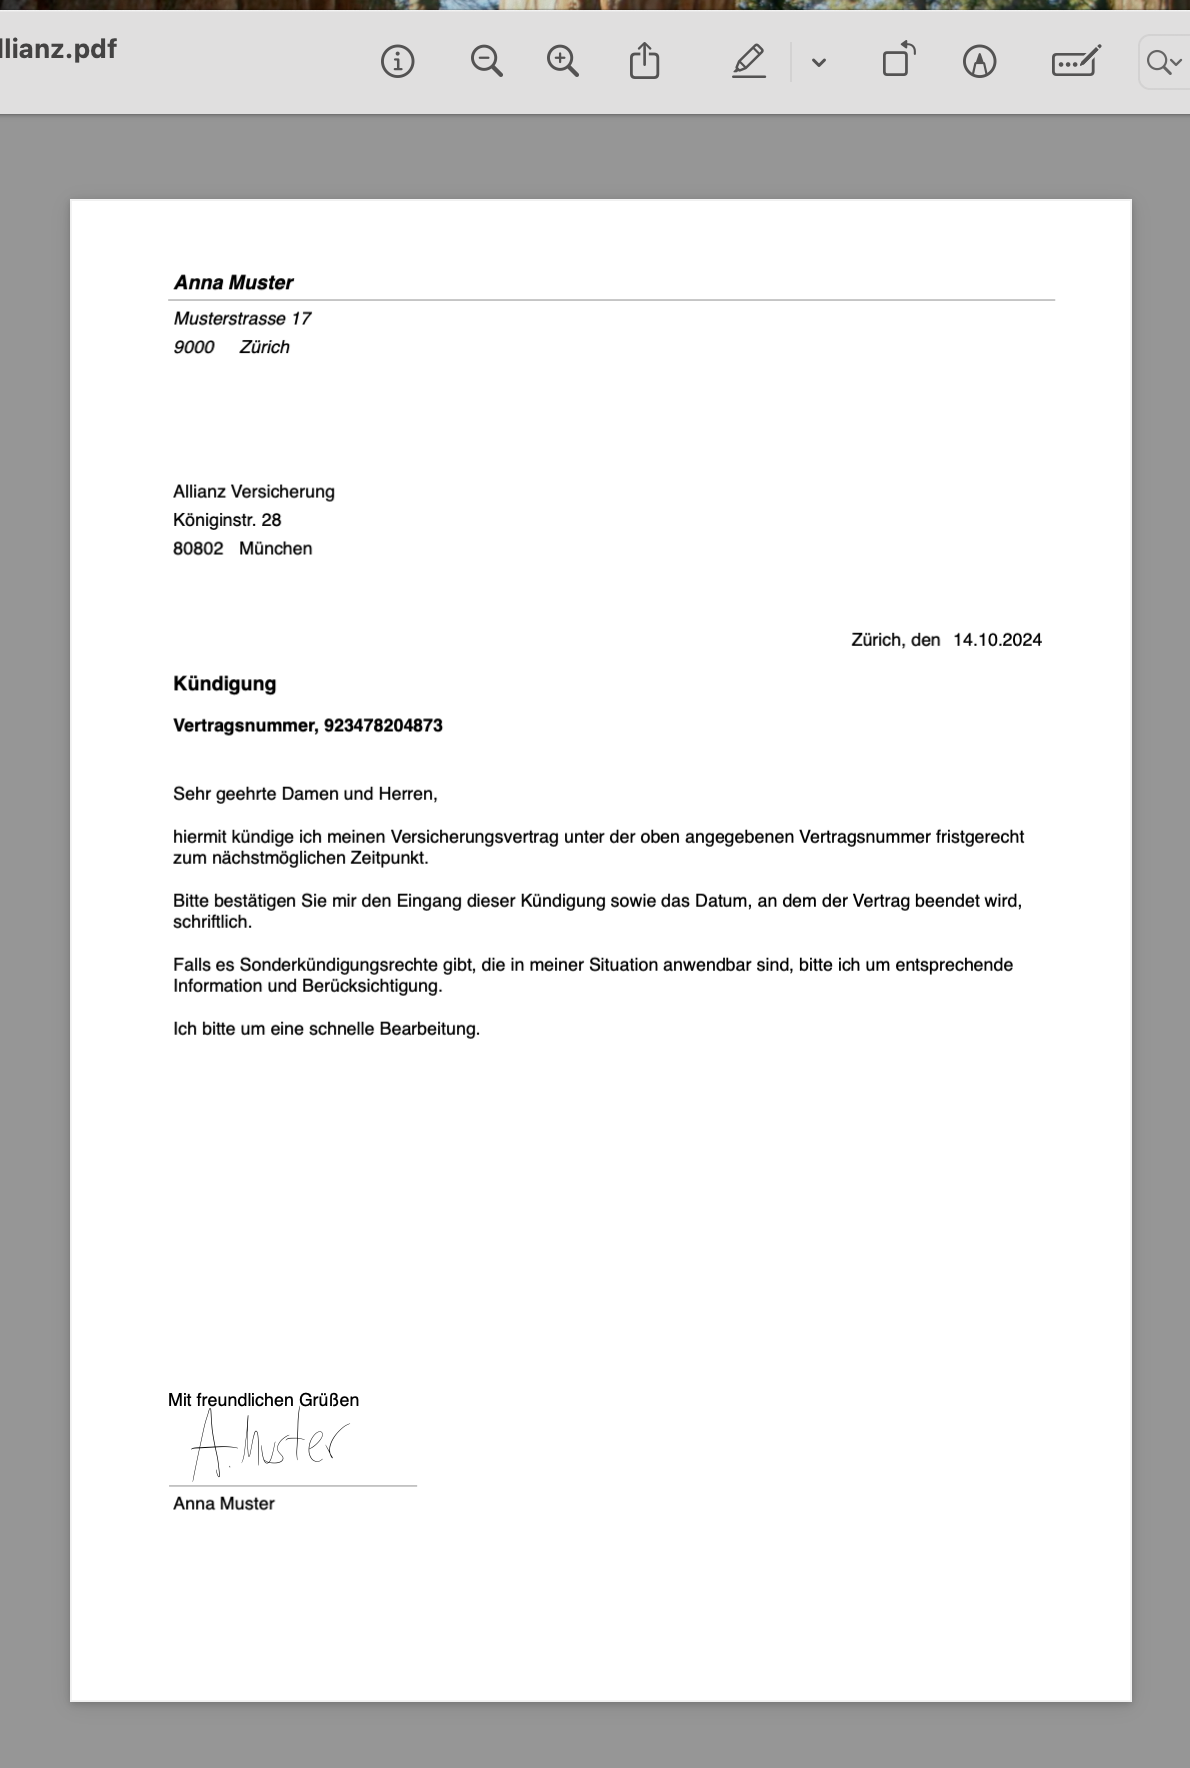 llianz.pdf
Anna Muster
Musterstrasse 17
9000 Zürich
Allianz Versicherung
Königinstr. 28
80802 München
Zürich, den 14.10.2024
Kündigung
Vertragsnummer, 923478204873
Sehr geehrte Damen und Herren,
hiermit kündige ich meinen Versicherungsvertrag unter der oben angegebenen Vertragsnummer fristgerecht
zum nächstmöglichen Zeitpunkt.
Bitte bestätigen Sie mir den Eingang dieser Kündigung sowie das Datum, an dem der Vertrag beendet wird,
schriftlich.
Falls es Sonderkündigungsrechte gibt, die in meiner Situation anwendbar sind, bitte ich um entsprechende
Information und Berücksichtigung.
Ich bitte um eine schnelle Bearbeitung.
Mit freundlichen Grüßen
A. Muster
Anna Muster